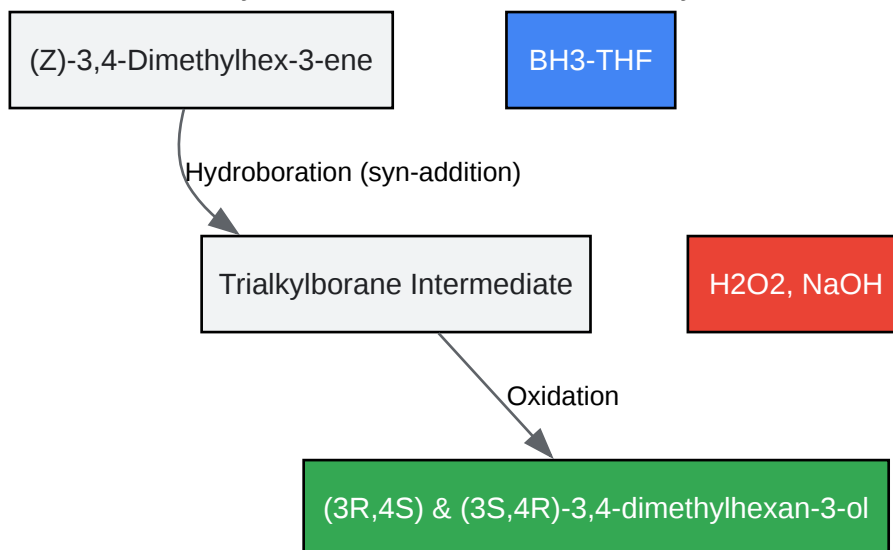 (Z)-3,4-Dimethylhex-3-ene
BH3-THF
Hydroboration (syn-addition)
Trialkylborane Intermediate
H2O2, NaOH
Oxidation
(3R,4S) & (3S,4R)-3,4-dimethylhexan-3-ol